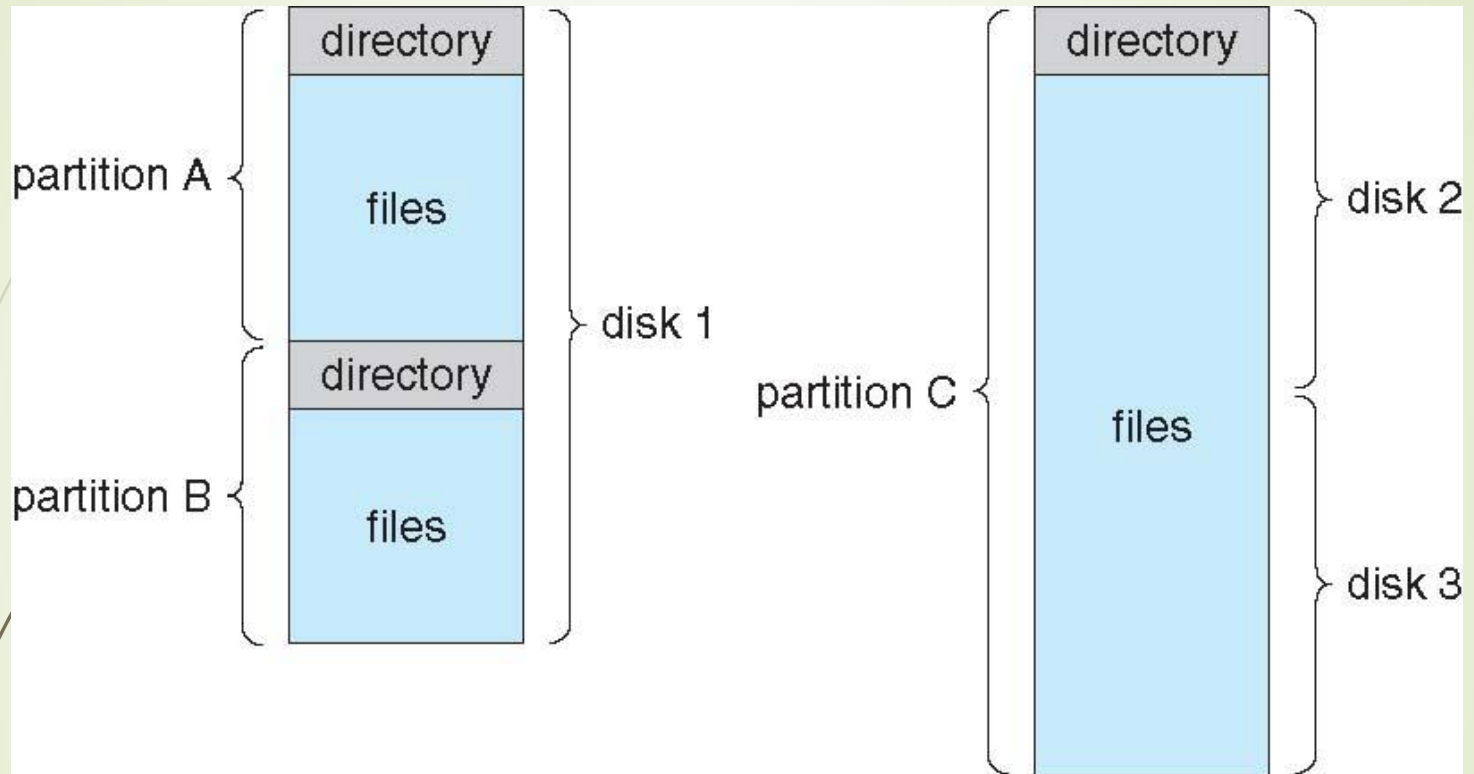 directory
partition A
files
disk 1
directory
partition B
files
directory
disk 2
partition C
files
disk 3